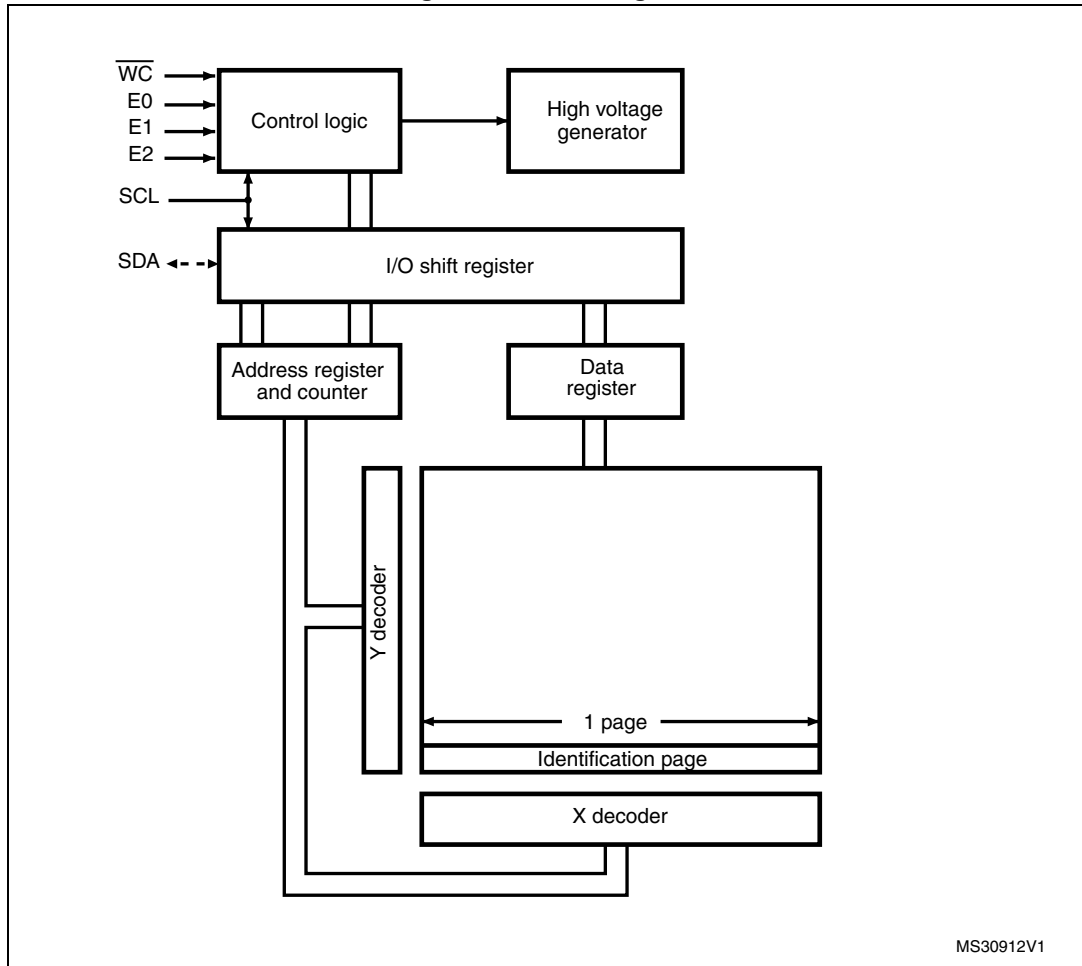 WC
E0
E1
E2
SCL
SDA
Control logic
High voltage
generator
I/O shift register
Address register
and counter
Data
register
Y decoder
1 page
Identification page
X decoder
MS30912V1